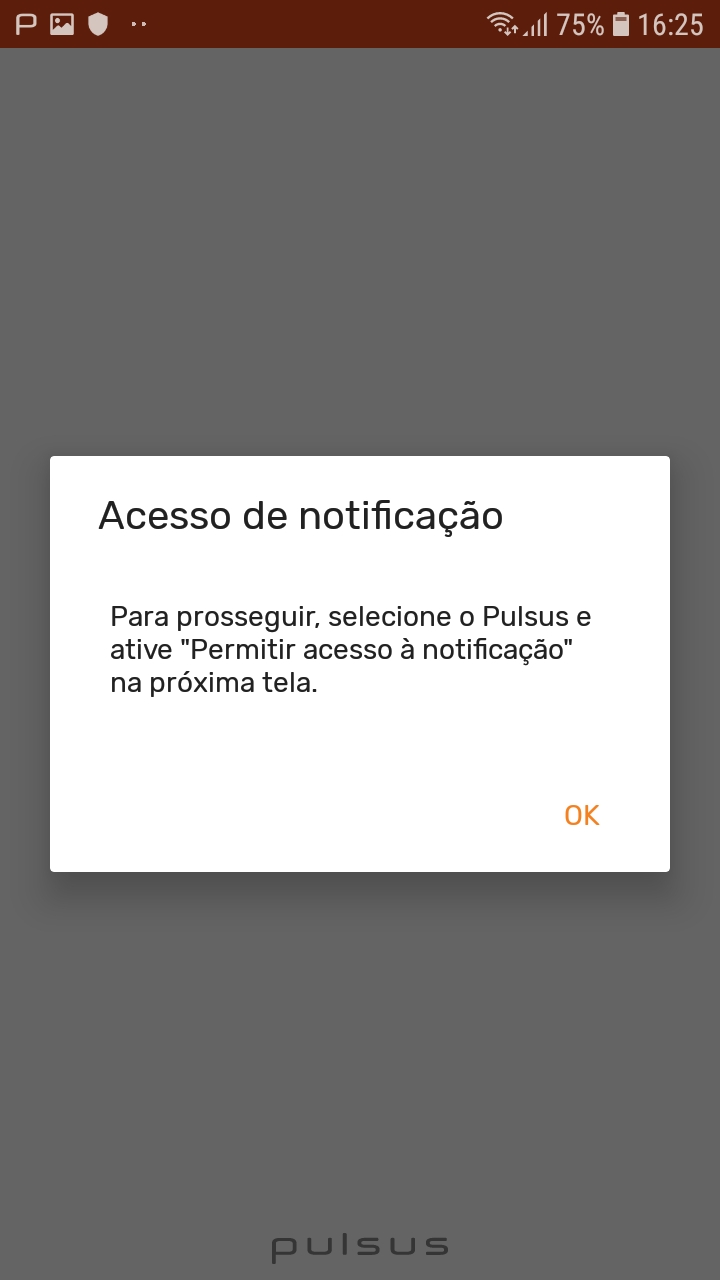 75% 16:25
Acesso de notificação
Para prosseguir, selecione o Pulsus e
ative "Permitir acesso à notificação"
na próxima tela.
OK
pulsus